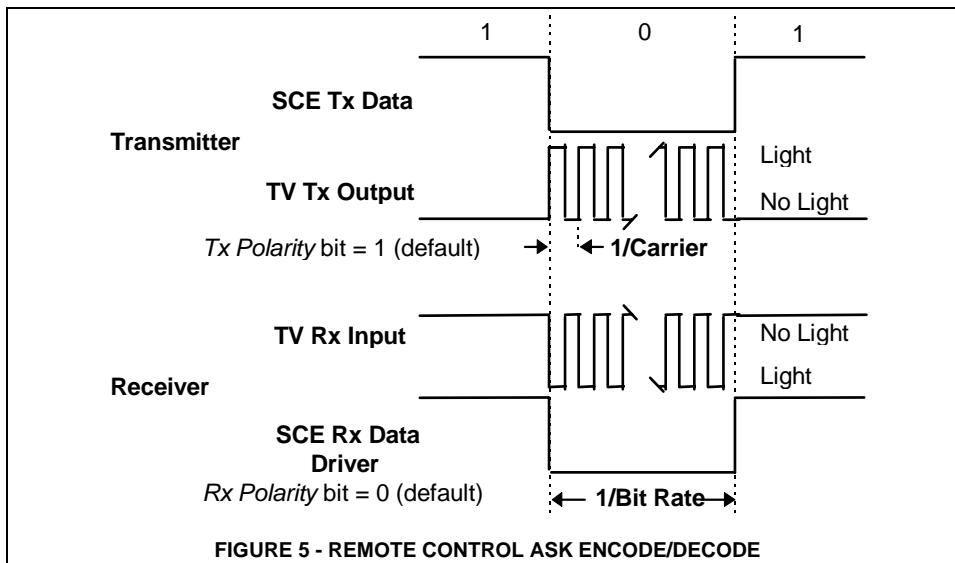 1 0 1
SCE Tx Data
Transmitter
Light
TV Tx Output
No Light
Tx Polarity bit = 1 (default)
1/Carrier
TV Rx Input
No Light
Receiver
Light
SCE Rx Data
Driver
Rx Polarity bit = 0 (default)
1/Bit Rate
FIGURE 5 - REMOTE CONTROL ASK ENCODE/DECODE